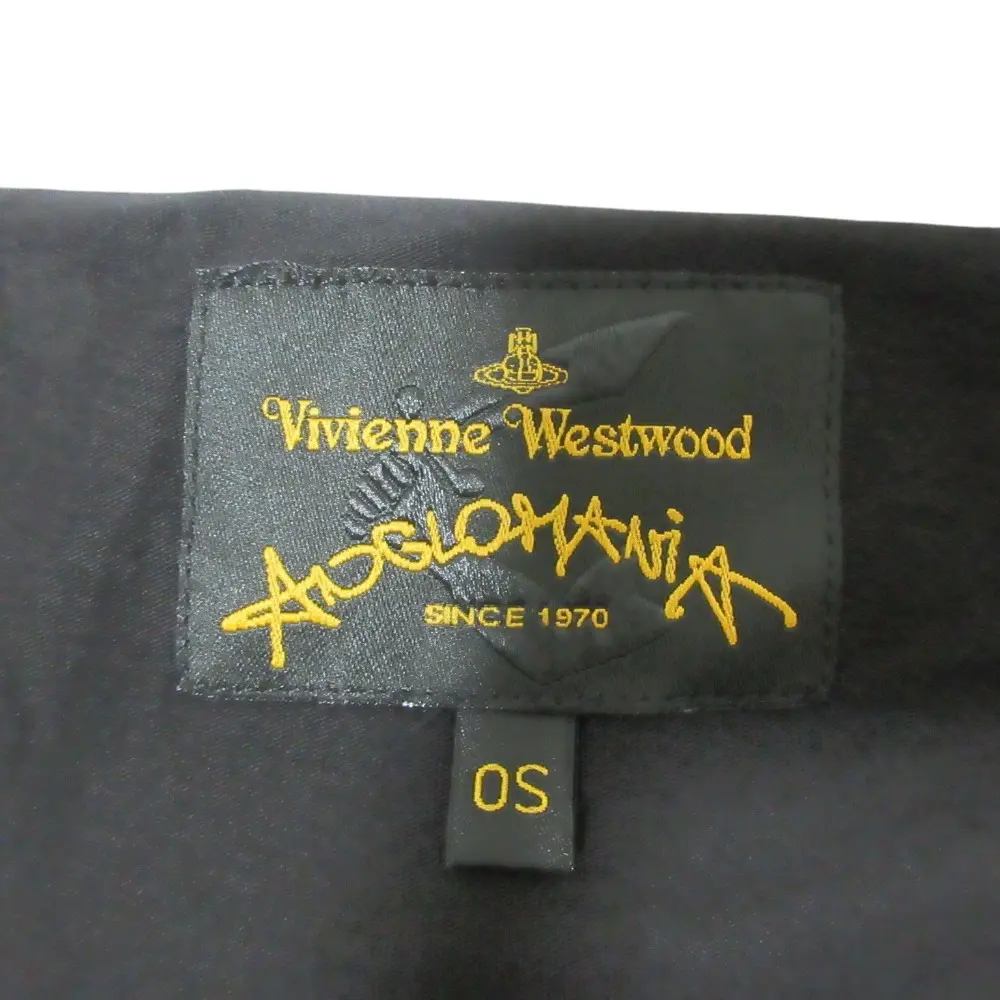 Vivienne Westwood
ANGLOMANiA
SINCE 1970
OS